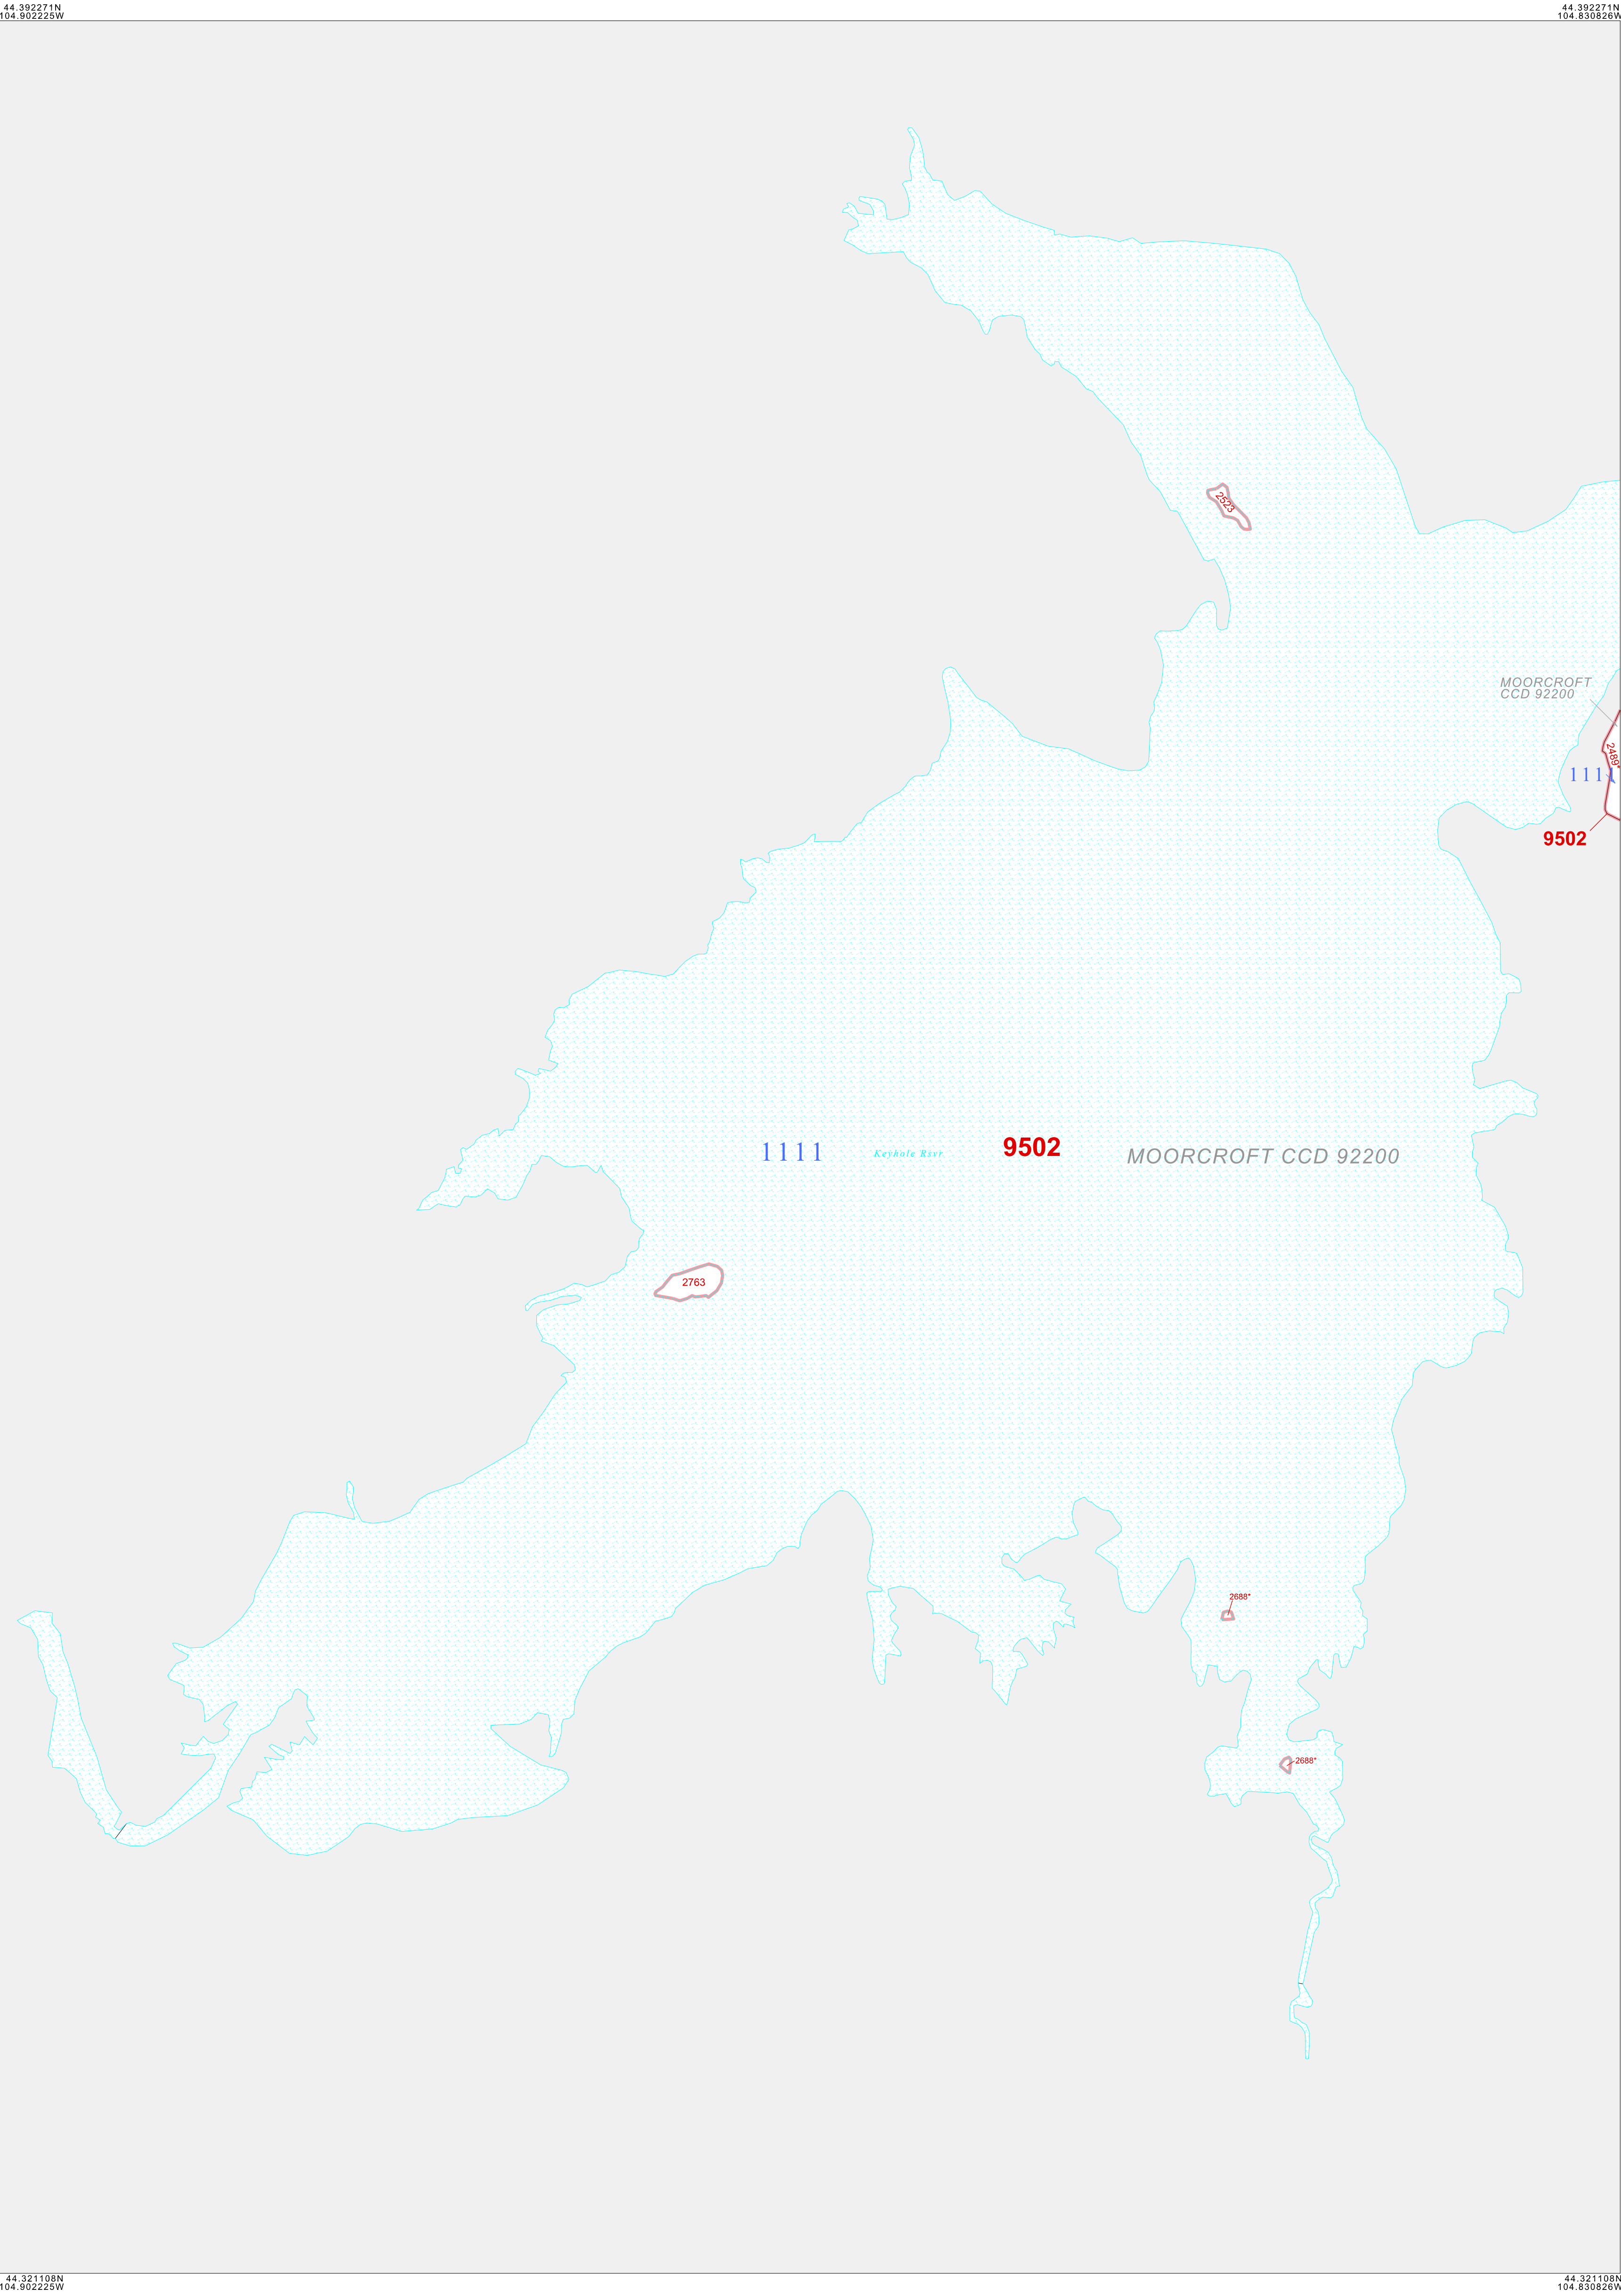 44.392271N
104.902225W
44.392271N
104.830826W
2523
MOORCROFT
CCD 92200
2489*
1111
9502
1111
Keyhole Rsvr
9502
MOORCROFT CCD 92200
2763
2688*
2688*
44.321108N
104.902225W
44.321108N
104.830826W